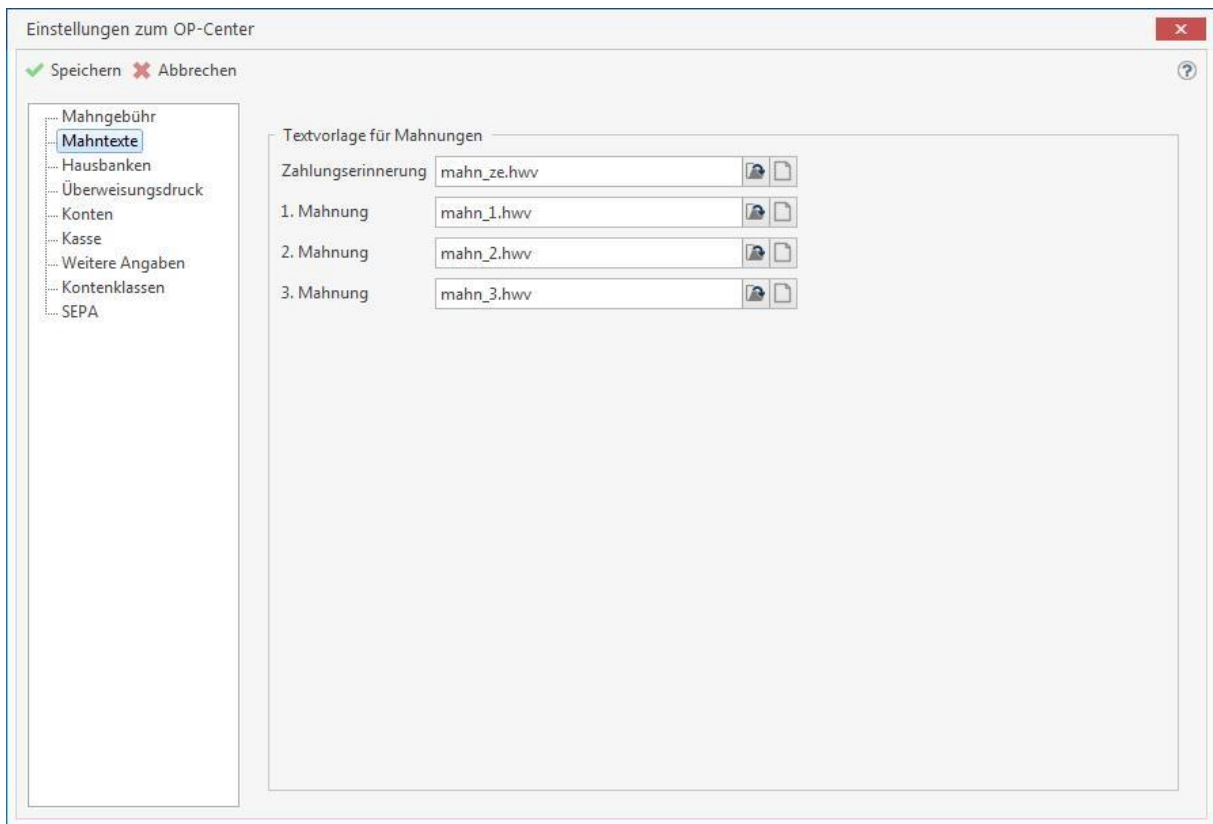 Einstellungen zum OP-Center
Speichern Abbrechen
Mahngebühr
Mahntexte
Hausbanken
Überweisungsdruck
Konten
Kasse
Weitere Angaben
Kontenklassen
SEPA
Textvorlage für Mahnungen
Zahlungserinnerung mahn_ze.hwv
1. Mahnung mahn_1.hwv
2. Mahnung mahn_2.hwv
3. Mahnung mahn_3.hwv